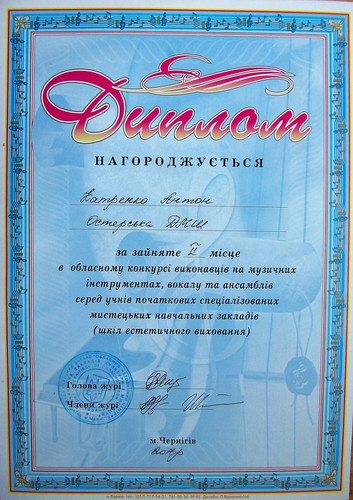 Диплом
НАГОРОДЖУЄТЬСЯ
Катренко Антон
Остерська ДМШ
за зайняте II місце
в обласному конкурсі виконавців на музичних
інструментах, вокалу та ансамблів
серед учнів початкових спеціалізованих
мистецьких навчальних закладів
(шкіл естетичного виховання)
Голова журі
Члени журі
м.Чернігів